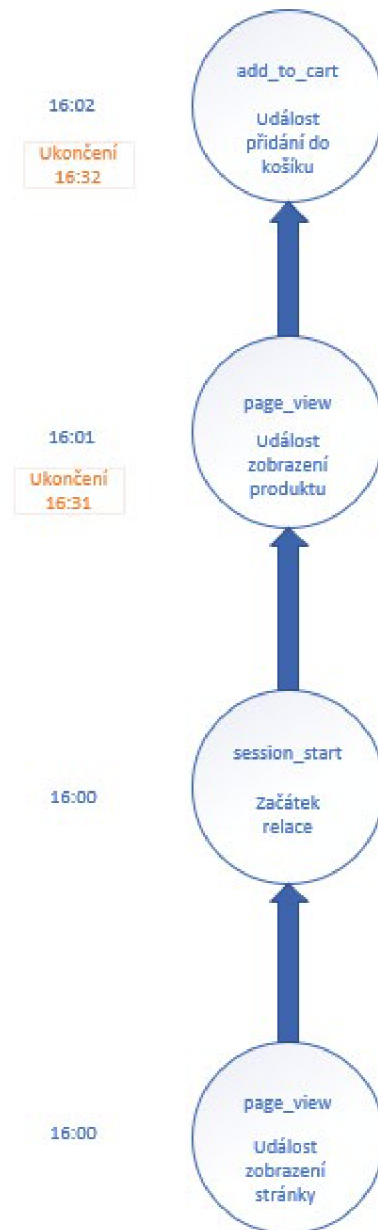 add_to_cart
16:02
Událost
přidání do
košíku
Ukončení
16:32
page_view
16:01
Událost
zobrazení
produktu
Ukončení
16:31
session_start
16:00
Začátek
relace
page_view
16:00
Událost
zobrazení
stránky